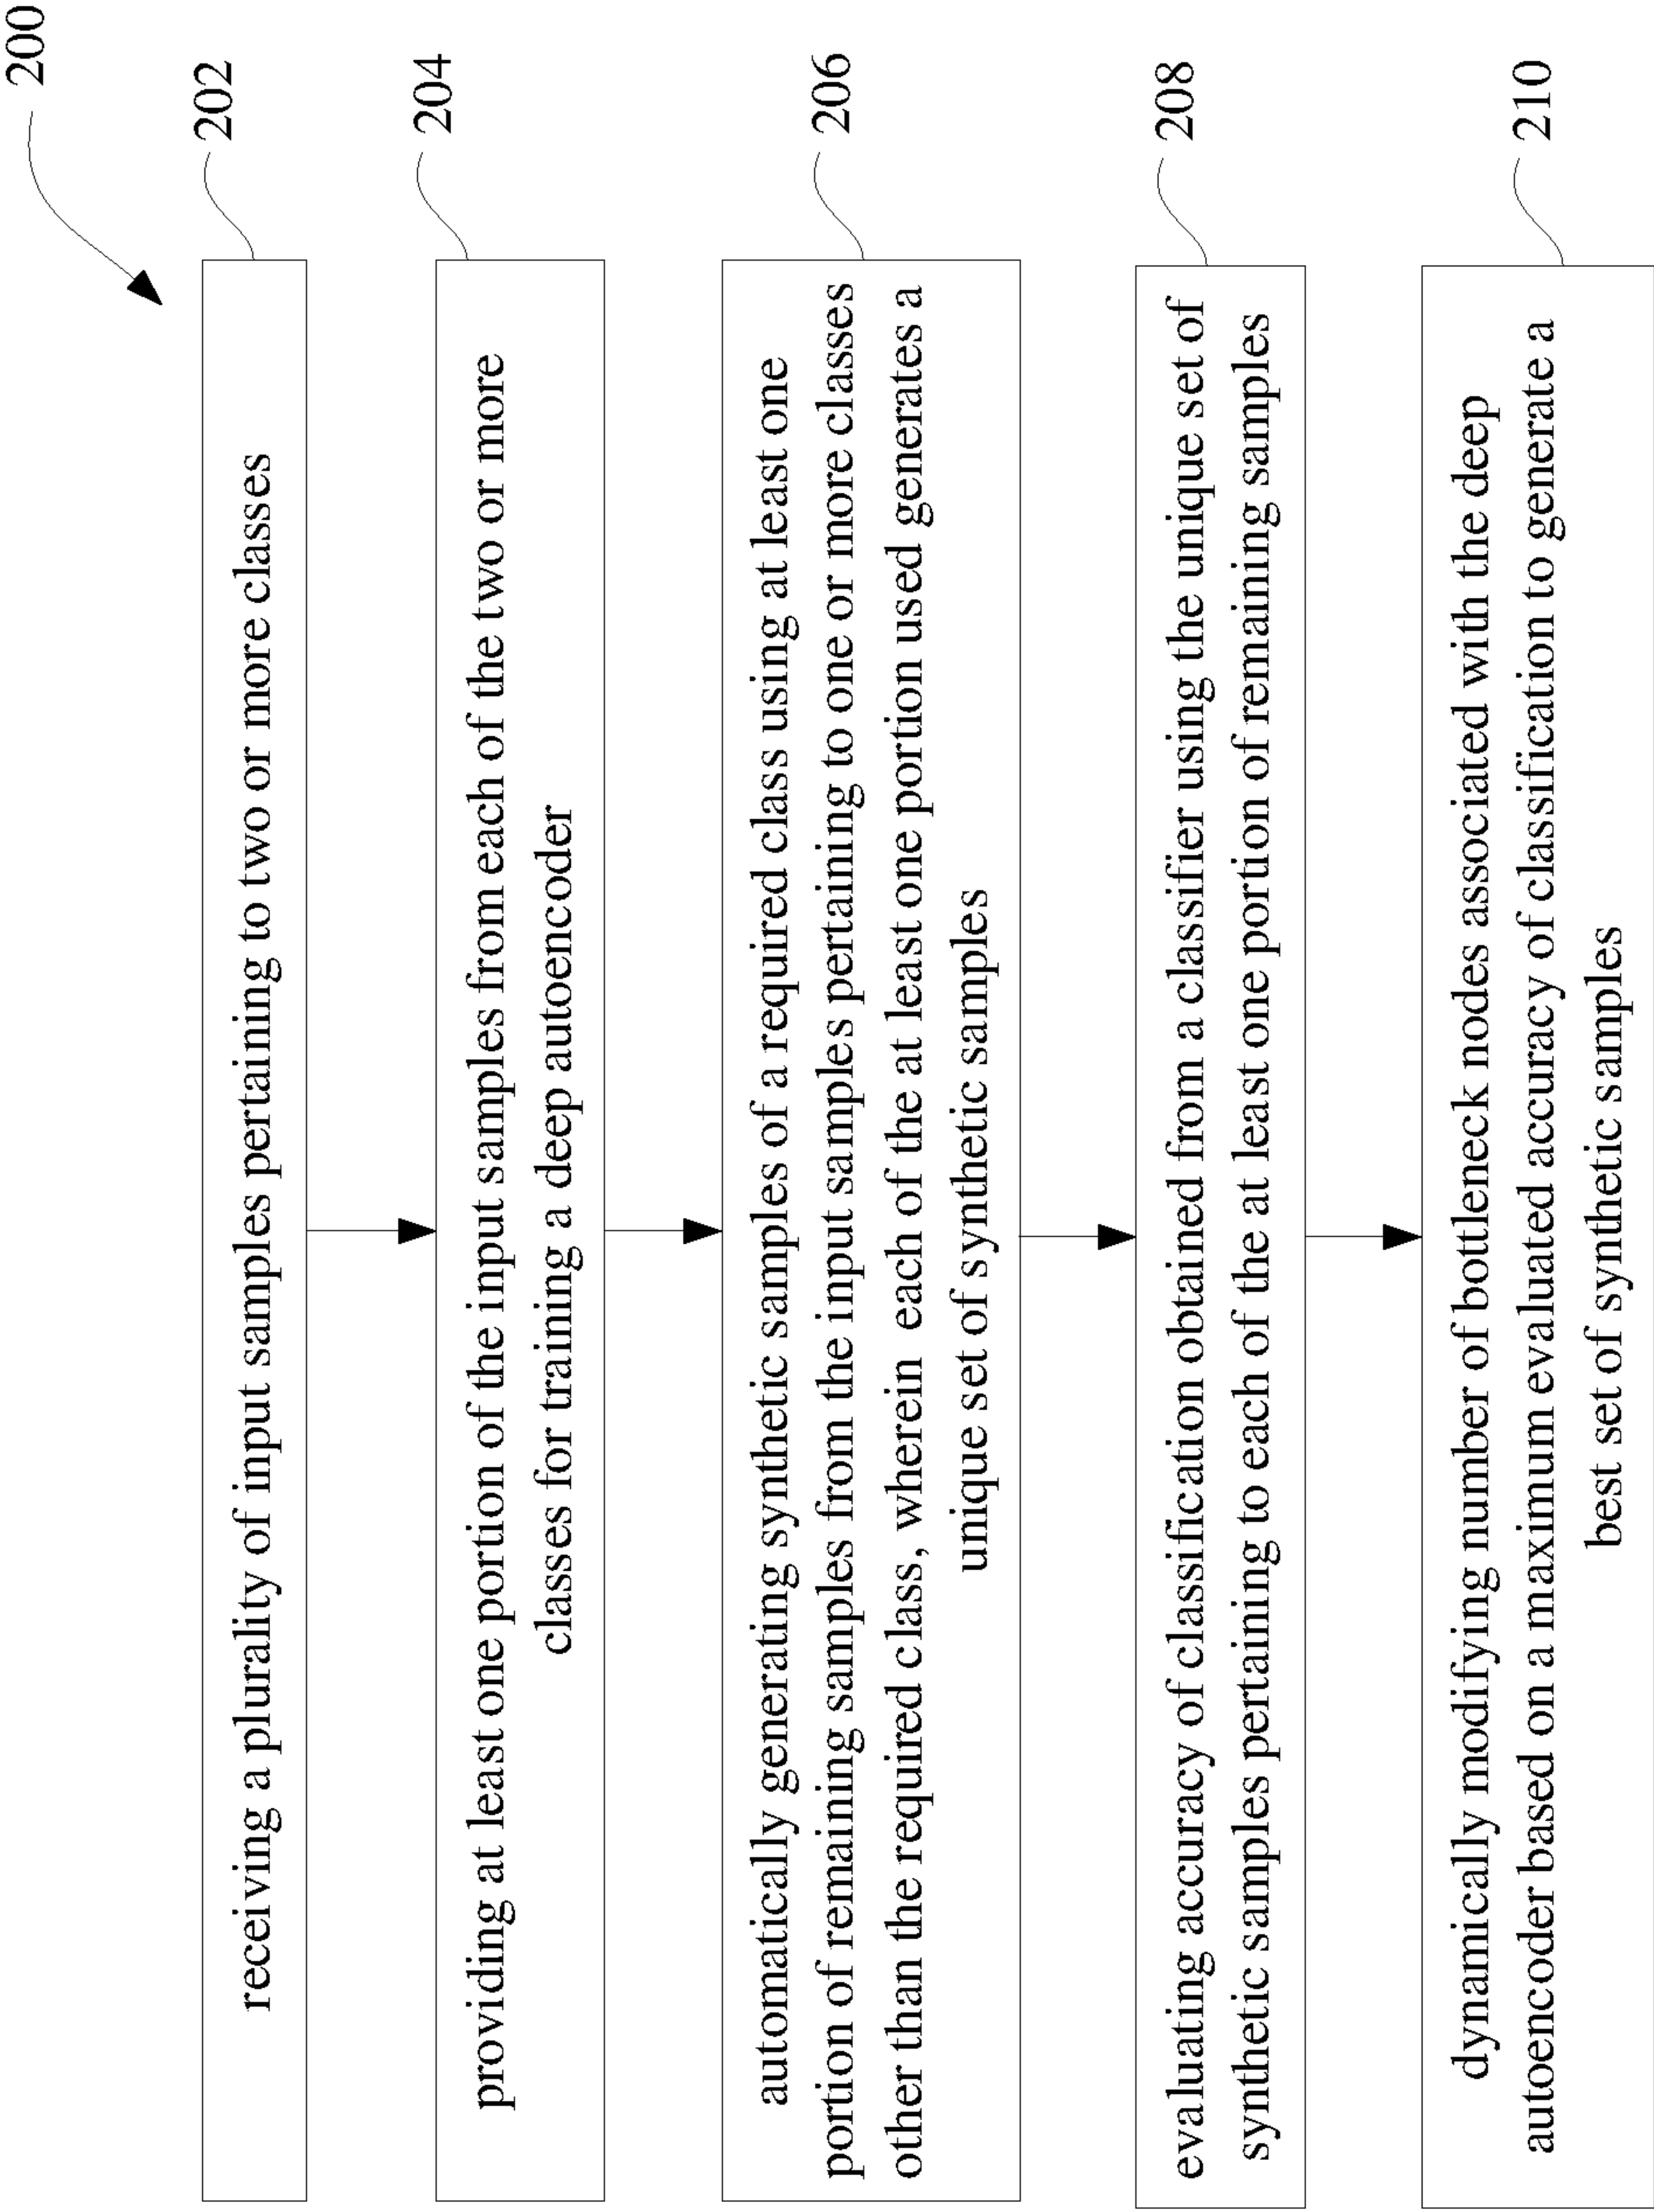 200
202
receiving a plurality of input samples pertaining to two or more classes
204
providing at least one portion of the input samples from each of the two or more
classes for training a deep autoencoder
206
automatically generating synthetic samples of a required class using at least one
portion of remaining samples from the input samples pertaining to one or more classes
other than the required class, wherein each of the at least one portion used generates a
unique set of synthetic samples
208
evaluating accuracy of classification obtained from a classifier using the unique set of
synthetic samples pertaining to each of the at least one portion of remaining samples
210
dynamically modifying number of bottleneck nodes associated with the deep
autoencoder based on a maximum evaluated accuracy of classification to generate a
best set of synthetic samples